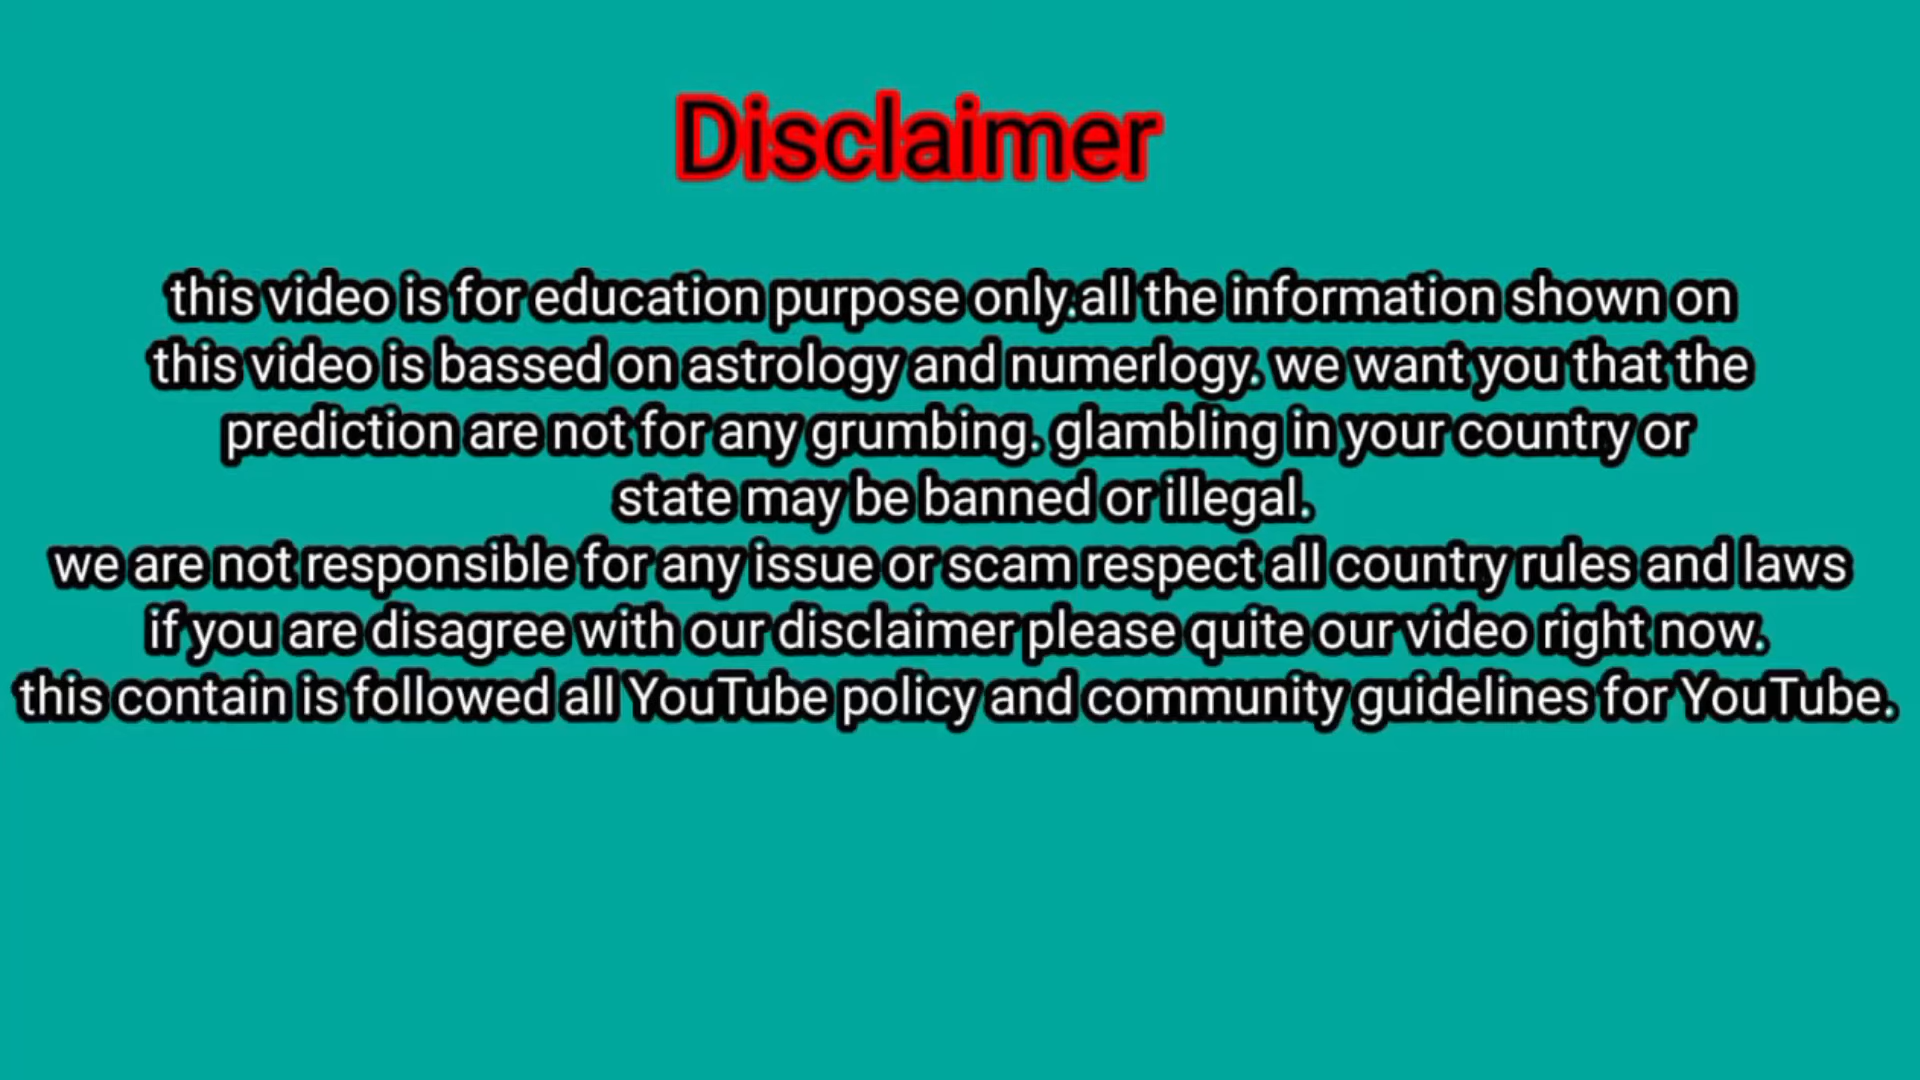 Disclaimer
this video is for education purpose only.all the information shown on
this video is bassed on astrology and numerlogy. we want you that the
prediction are not for any grumbing. glambling in your country or
state may be banned or illegal.
we are not responsible for any issue or scam respect all country rules and laws
if you are disagree with our disclaimer please quite our video right now.
this contain is followed all YouTube policy and community guidelines for YouTube.